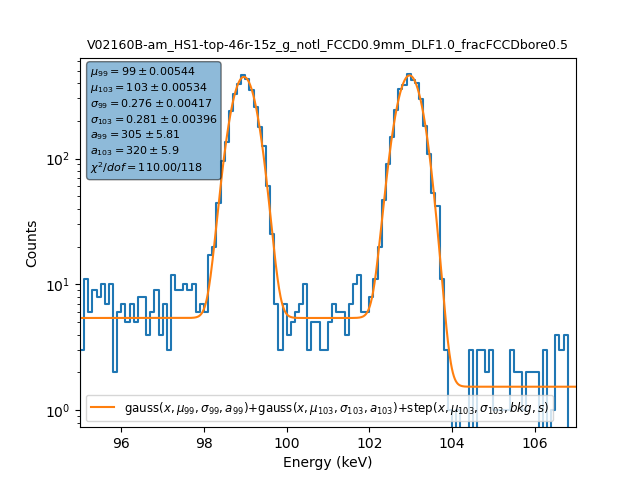 V02160B-am_HS1-top-46r-15z_g_notl_FCCD0.9mm_DLF1.0_fracFCCDbore0.5
μ₉₉ = 99 ± 0.00544
μ₁₀₃ = 103 ± 0.00534
σ₉₉ = 0.276 ± 0.00417
σ₁₀₃ = 0.281 ± 0.00396
a₉₉ = 305 ± 5.81
a₁₀₃ = 320 ± 5.9
χ²/dof = 110.00/118
Counts
10²
10¹
10⁰
gauss(x, μ₉₉, σ₉₉, a₉₉)+gauss(x, μ₁₀₃, σ₁₀₃, a₁₀₃)+step(x, μ₁₀₃, σ₁₀₃, bkg, s)
96 98 100 102 104 106
Energy (keV)